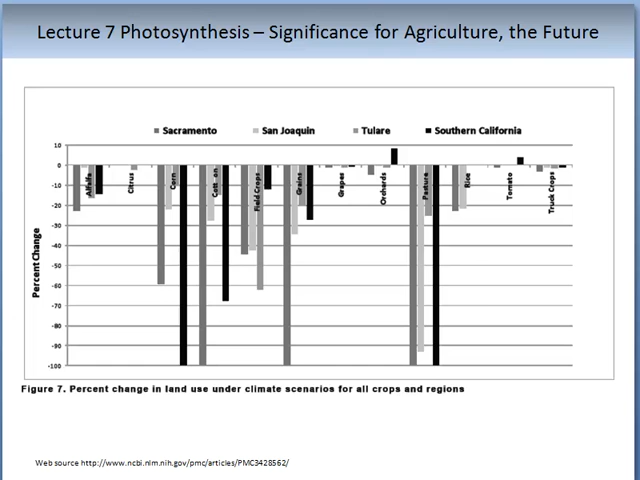 Lecture 7 Photosynthesis – Significance for Agriculture, the Future
Sacramento San Joaquin Tulare Southern California
10
0
-10
-20
-30
-40
-50
-60
-70
-80
-90
-100
Percent Change
Alfalfa
Citrus
Corn
Cott on
Field Crops
Grains
Grapes
Orchards
Pasture
Rice
Tomato
Truck Crops
Figure 7. Percent change in land use under climate scenarios for all crops and regions
Web source http://www.ncbi.nlm.nih.gov/pmc/articles/PMC3428562/